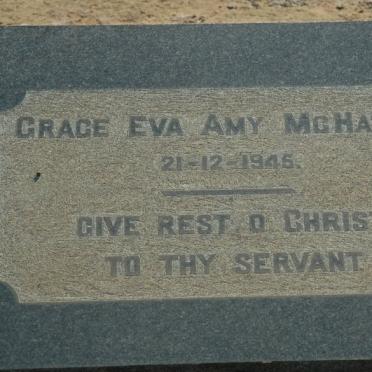 GRACE EVA AMY MCHA
21-12-1945.
GIVE REST, O CHRIST
TO THY SERVANT